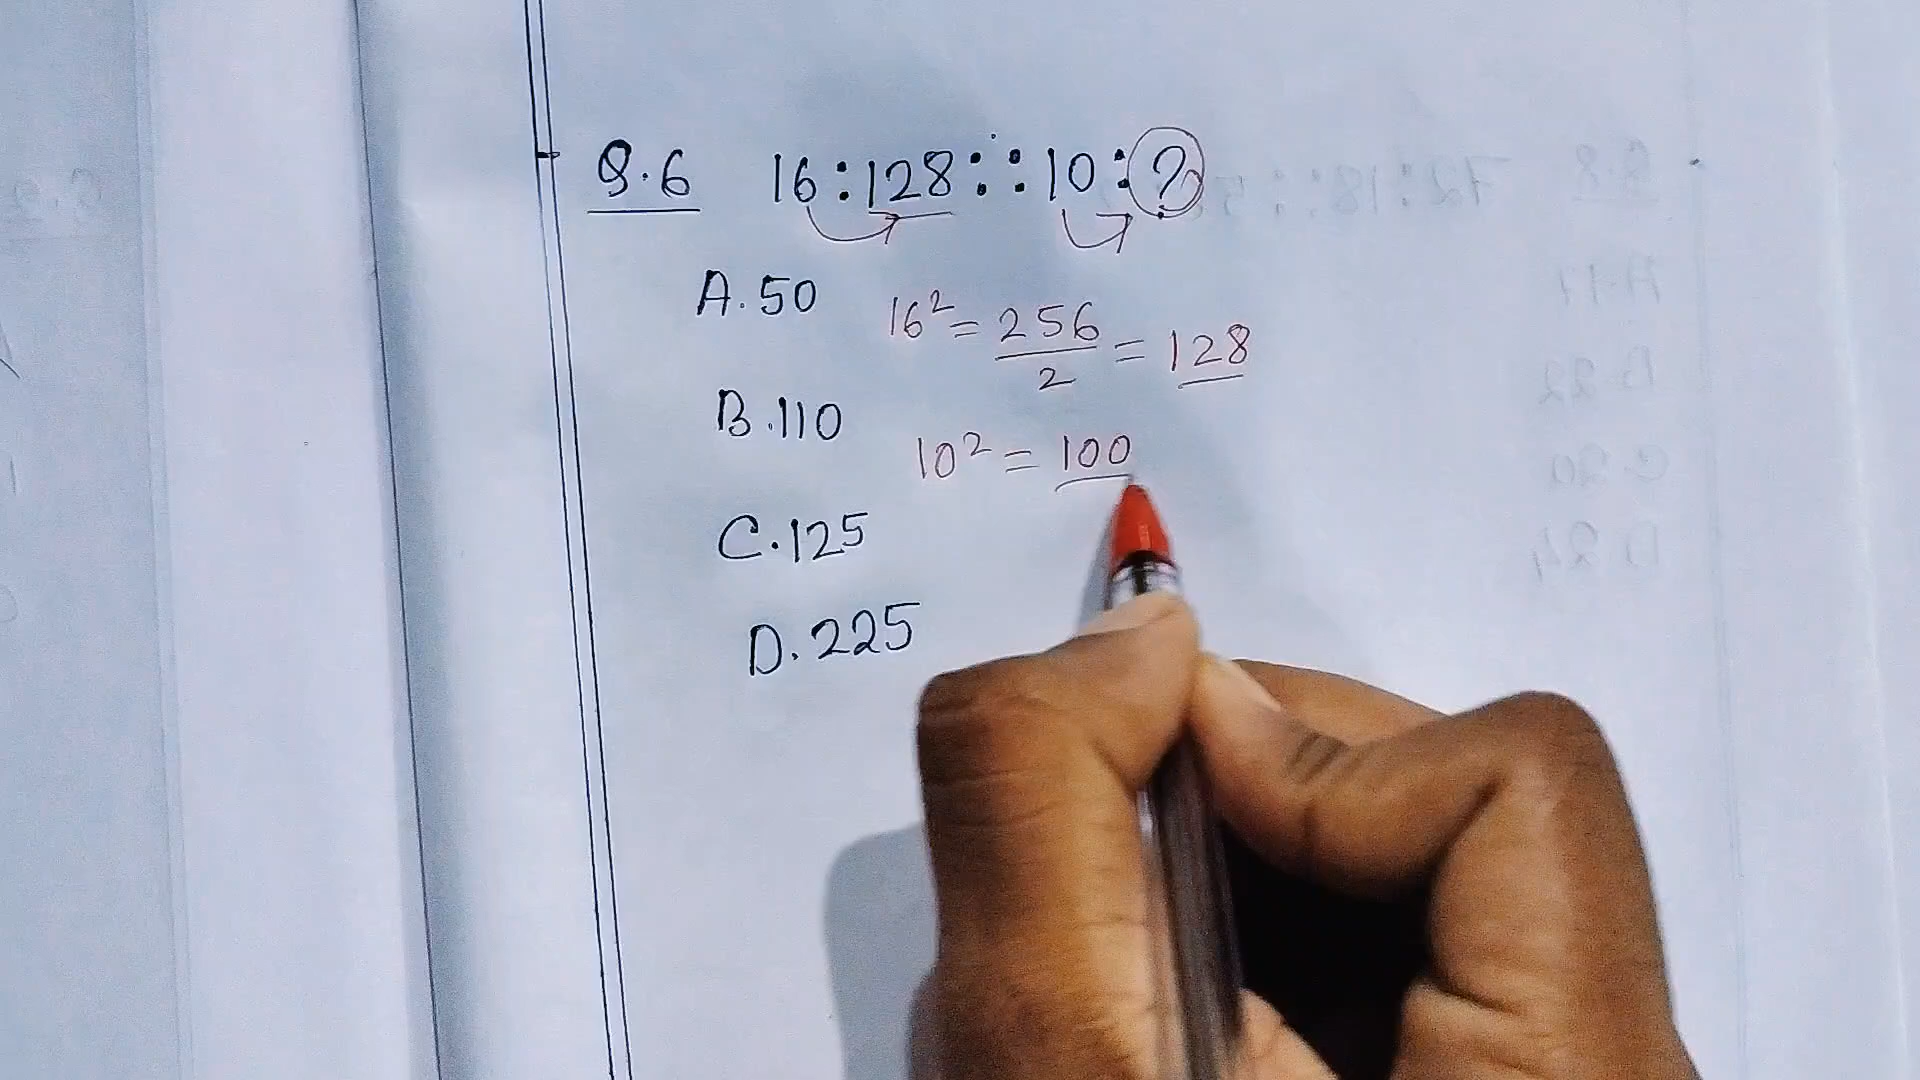 Q.6 16:128::10:?
A.50
16² = 256/2 = 128
B.110
10² = 100
C.125
D.225